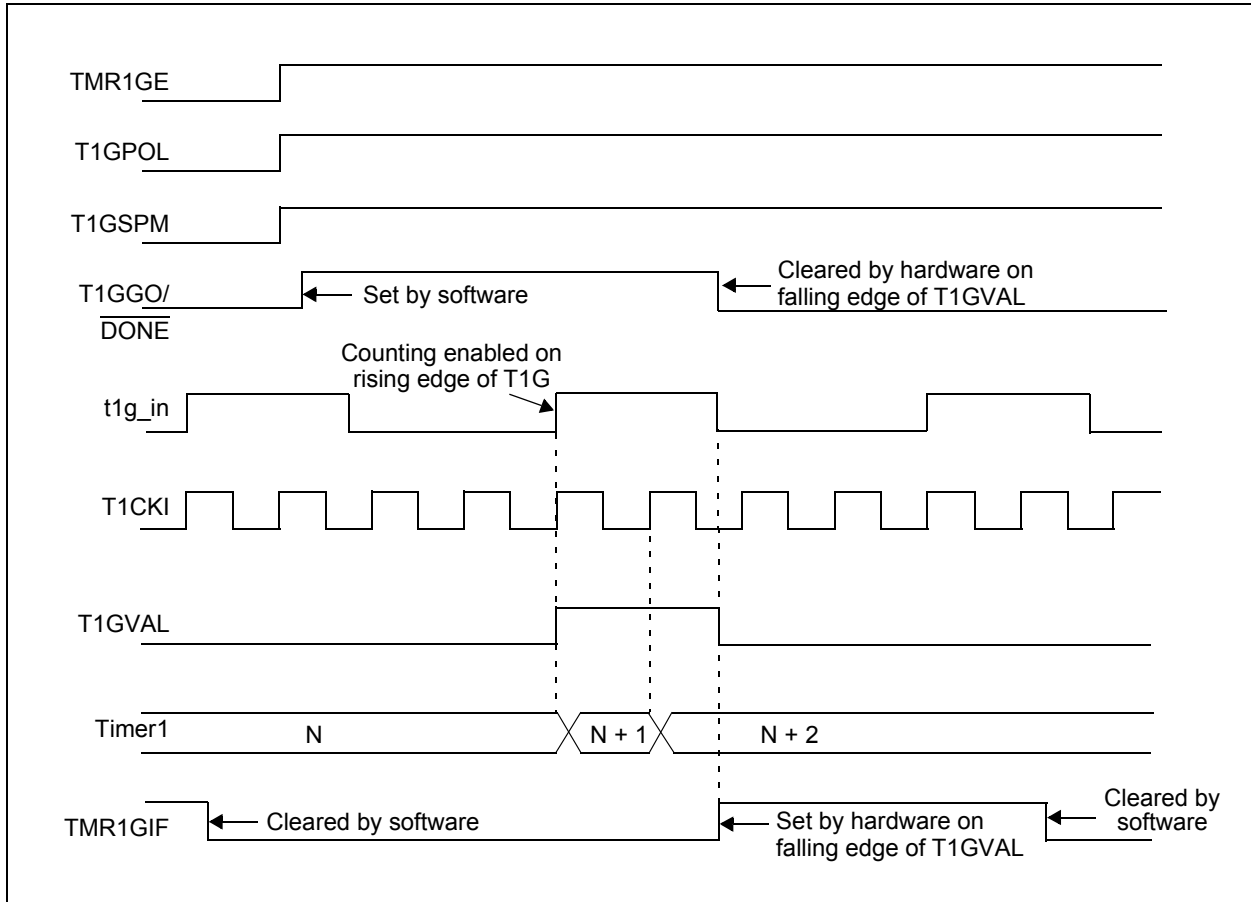 TMR1GE
T1GPOL
T1GSPM
T1GGO/
DONE
Set by software
Cleared by hardware on
falling edge of T1GVAL
Counting enabled on
rising edge of T1G
t1g_in
T1CKI
T1GVAL
Timer1
N
N + 1
N + 2
TMR1GIF
Cleared by software
Set by hardware on
falling edge of T1GVAL
Cleared by
software